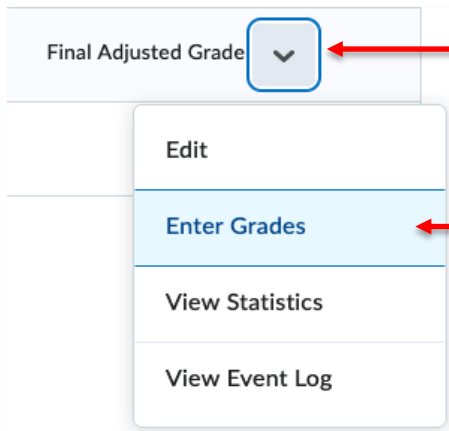 Final Adjusted Grade
Edit
Enter Grades
View Statistics
View Event Log